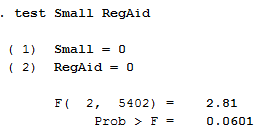 . test Small RegAid
( 1) Small = 0
( 2) RegAid = 0
F( 2, 5402) = 2.81
Prob > F = 0.0601